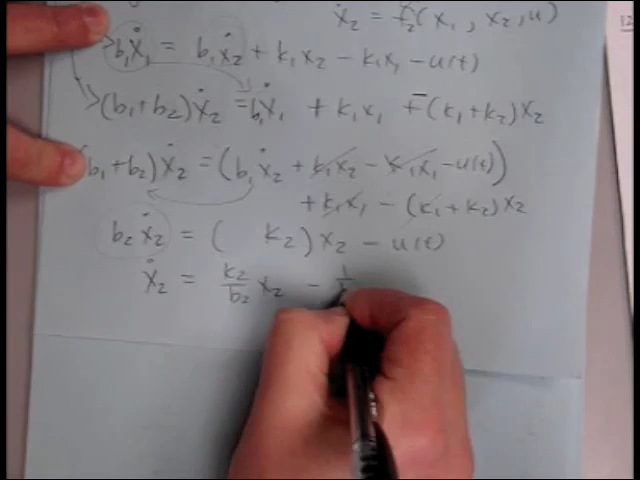 ẋ₂ = f₂(x₁, x₂, u)
b₁ẋ₁ = b₁ẋ₂ + k₁x₂ - k₁x₁ - u(t)
(b₁+b₂)ẋ₂ = b₁ẋ₁ + k₁x₁ - (k₁+k₂)x₂
(b₁+b₂)ẋ₂ = (b₁ẋ₂ + k₁x₂ - k₁x₁ - u(t))
+ k₁x₁ - (k₁+k₂)x₂
b₂ẋ₂ = ( k₂)x₂ - u(t)
ẋ₂ = k₂/b₂ x₂ - 1/